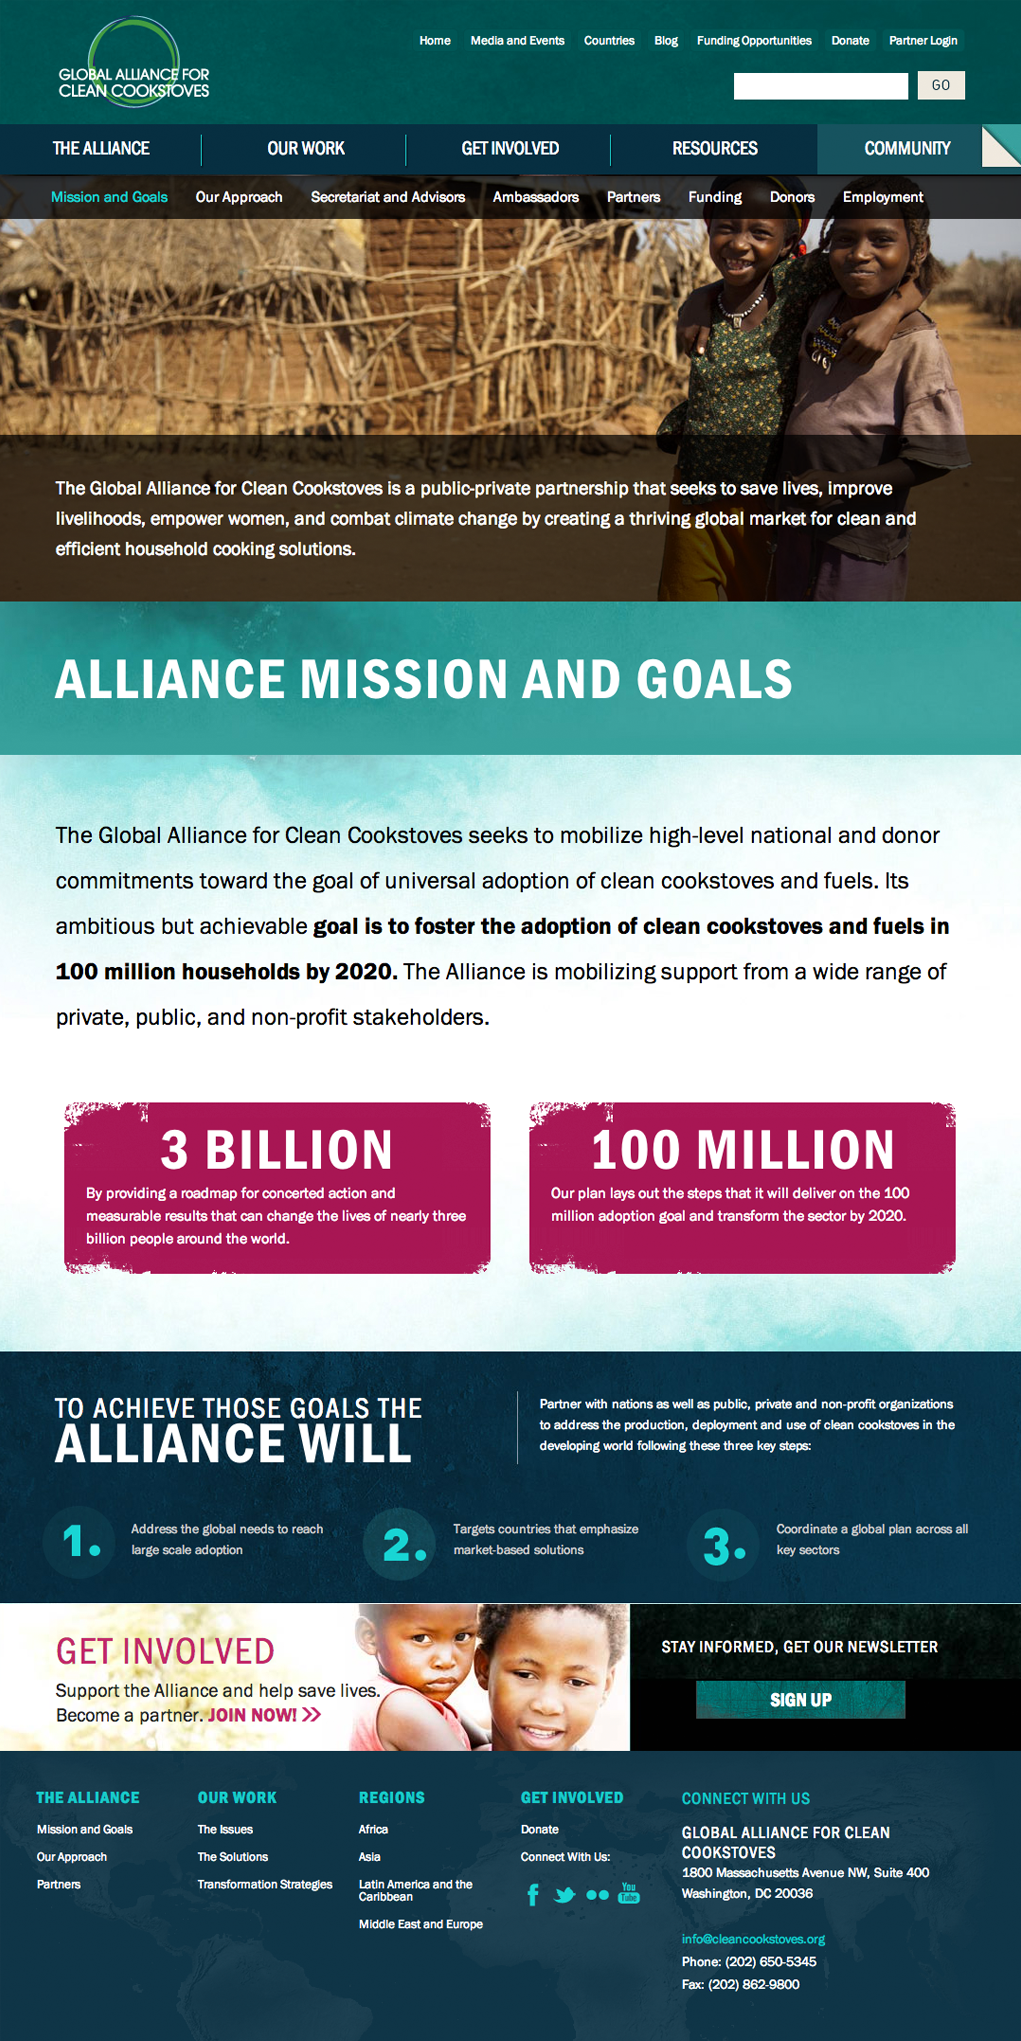 GLOBAL ALLIANCE FOR
CLEAN COOKSTOVES
Home Media and Events Countries Blog Funding Opportunities Donate Partner Login
GO
THE ALLIANCE OUR WORK GET INVOLVED RESOURCES COMMUNITY
Mission and Goals Our Approach Secretariat and Advisors Ambassadors Partners Funding Donors Employment
The Global Alliance for Clean Cookstoves is a public-private partnership that seeks to save lives, improve
livelihoods, empower women, and combat climate change by creating a thriving global market for clean and
efficient household cooking solutions.
ALLIANCE MISSION AND GOALS
The Global Alliance for Clean Cookstoves seeks to mobilize high-level national and donor
commitments toward the goal of universal adoption of clean cookstoves and fuels. Its
ambitious but achievable goal is to foster the adoption of clean cookstoves and fuels in
100 million households by 2020. The Alliance is mobilizing support from a wide range of
private, public, and non-profit stakeholders.
3 BILLION
By providing a roadmap for concerted action and
measurable results that can change the lives of nearly three
billion people around the world.
100 MILLION
Our plan lays out the steps that it will deliver on the 100
million adoption goal and transform the sector by 2020.
TO ACHIEVE THOSE GOALS THE
ALLIANCE WILL
Partner with nations as well as public, private and non-profit organizations
to address the production, deployment and use of clean cookstoves in the
developing world following these three key steps:
1.
Address the global needs to reach
large scale adoption
2.
Targets countries that emphasize
market-based solutions
3.
Coordinate a global plan across all
key sectors
GET INVOLVED
Support the Alliance and help save lives.
Become a partner. JOIN NOW! >>
STAY INFORMED, GET OUR NEWSLETTER
SIGN UP
THE ALLIANCE
Mission and Goals
Our Approach
Partners
OUR WORK
The Issues
The Solutions
Transformation Strategies
REGIONS
Africa
Asia
Latin America and the
Caribbean
Middle East and Europe
GET INVOLVED
Donate
Connect With Us:
You
Tube
CONNECT WITH US
GLOBAL ALLIANCE FOR CLEAN
COOKSTOVES
1800 Massachusetts Avenue NW, Suite 400
Washington, DC 20036
info@cleancookstoves.org
Phone: (202) 650-5345
Fax: (202) 862-9800